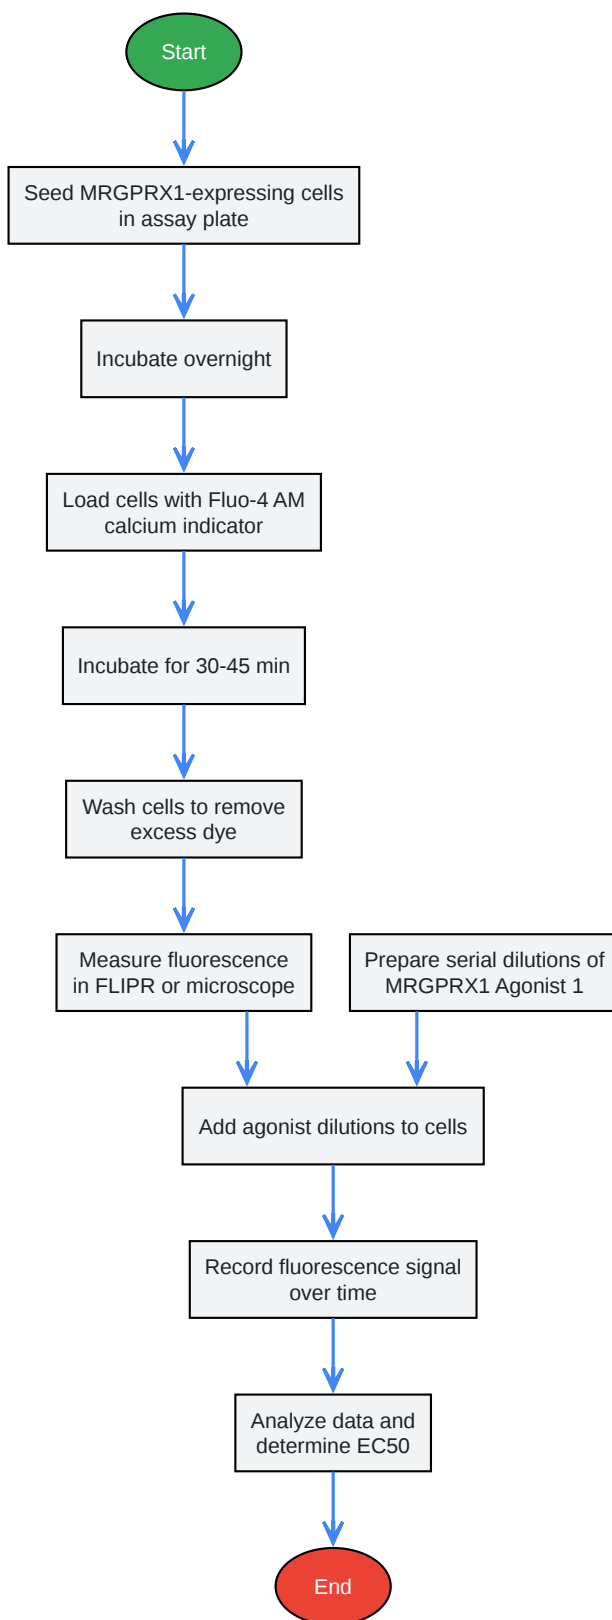 Start
Seed MRGPRX1-expressing cells
in assay plate
Incubate overnight
Load cells with Fluo-4 AM
calcium indicator
Incubate for 30-45 min
Wash cells to remove
excess dye
Measure fluorescence
in FLIPR or microscope
Prepare serial dilutions of
MRGPRX1 Agonist 1
Add agonist dilutions to cells
Record fluorescence signal
over time
Analyze data and
determine EC50
End